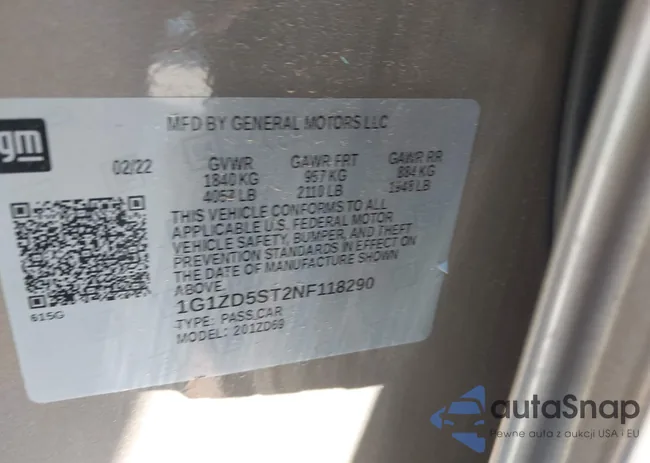 gm
MFD BY GENERAL MOTORS LLC
02/22
GVWR
1840 KG
4057 LB
GAWR FRT
957 KG
2110 LB
GAWR RR
884 KG
1948 LB
THIS VEHICLE CONFORMS TO ALL
APPLICABLE U.S. FEDERAL MOTOR
VEHICLE SAFETY, BUMPER, AND THEFT
PREVENTION STANDARDS IN EFFECT ON
THE DATE OF MANUFACTURE SHOWN
ABOVE.
1G1ZD5ST2NF118290
TYPE: PASS.CAR
MODEL: 201ZD69
615G
autaSnap
Pewne auta z aukcji USA i EU